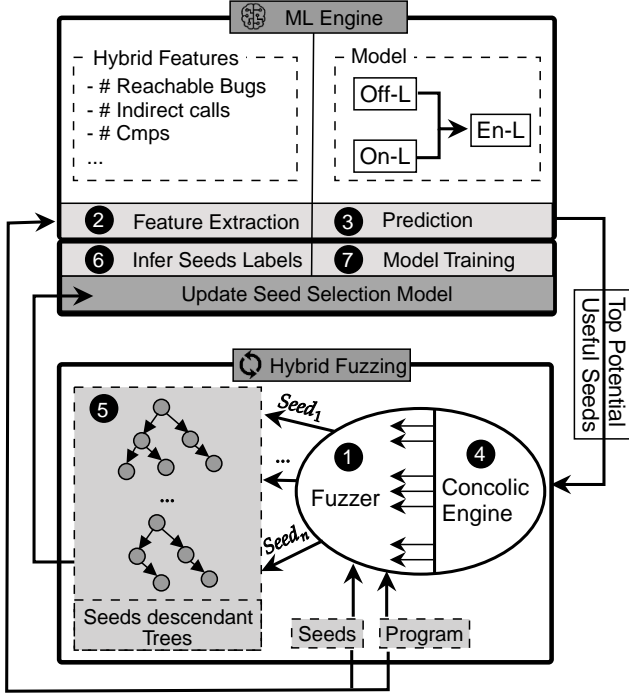 ML Engine
Hybrid Features
- # Reachable Bugs
- # Indirect calls
- # Cmps
...
Model
Off-L
En-L
On-L
2 Feature Extraction
3 Prediction
6 Infer Seeds Labels
7 Model Training
Update Seed Selection Model
Top Potential
Useful Seeds
Hybrid Fuzzing
5
...
Seeds descendant
Trees
Seed1
...
Seedn
1
Fuzzer
4
Concolic
Engine
Seeds
Program